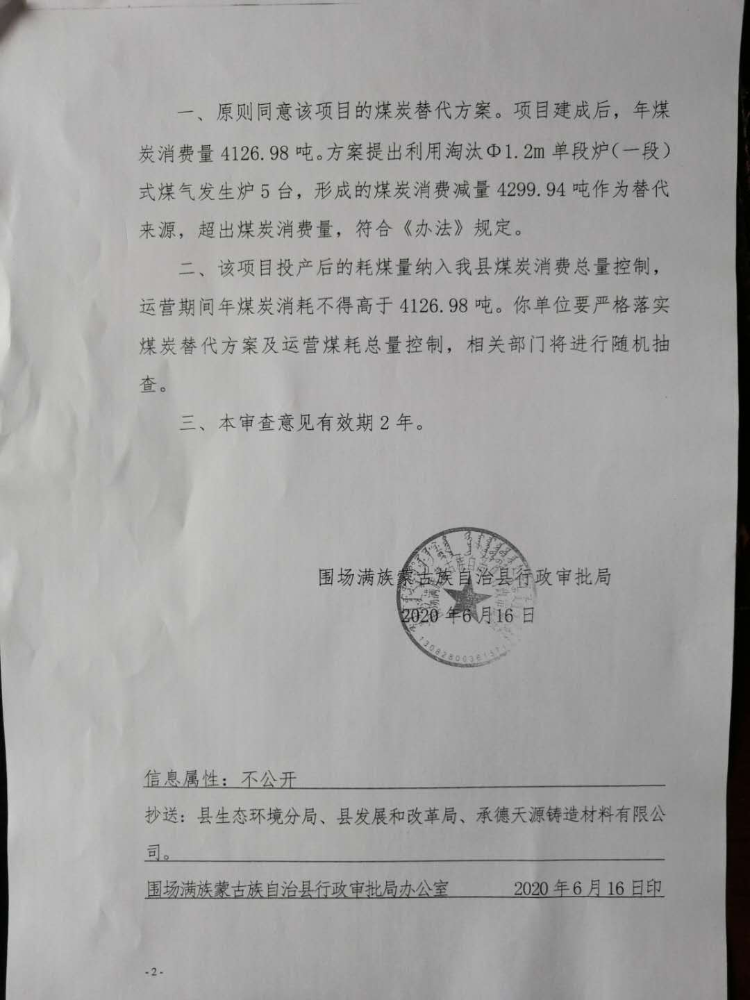 一、原则同意该项目的煤炭替代方案。项目建成后，年煤
炭消费量4126.98吨。方案提出利用淘汰Φ1.2m单段炉（一段）
式煤气发生炉5台，形成的煤炭消费减量4299.94吨作为替代
来源，超出煤炭消费量，符合《办法》规定。
二、该项目投产后的耗煤量纳入我县煤炭消费总量控制，
运营期间年煤炭消耗不得高于4126.98吨。你单位要严格落实
煤炭替代方案及运营煤耗总量控制，相关部门将进行随机抽
查。
三、本审查意见有效期2年。
围场满族蒙古族自治县行政审批局
2020年6月16日
信息属性：不公开
抄送：县生态环境分局、县发展和改革局、承德天源铸造材料有限公
司。
围场满族蒙古族自治县行政审批局办公室 2020年6月16日印
-2-